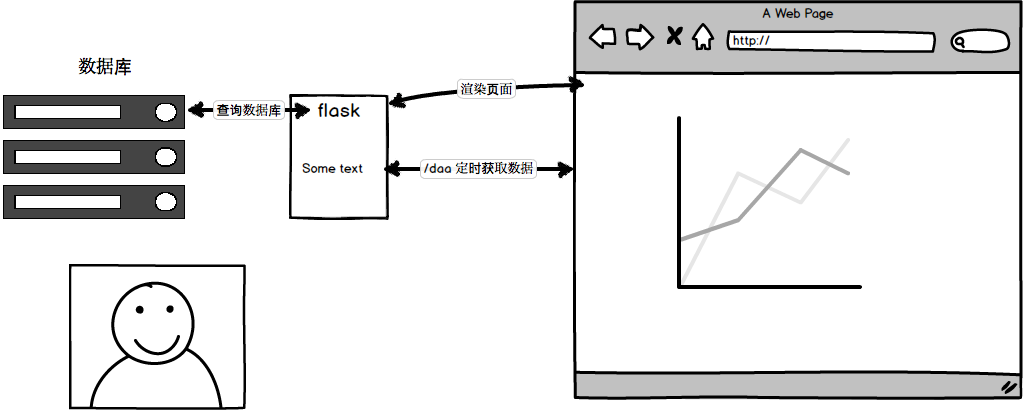 A Web Page
http://
数据库
渲染页面
查询数据库
flask
Some text
/daa 定时获取数据